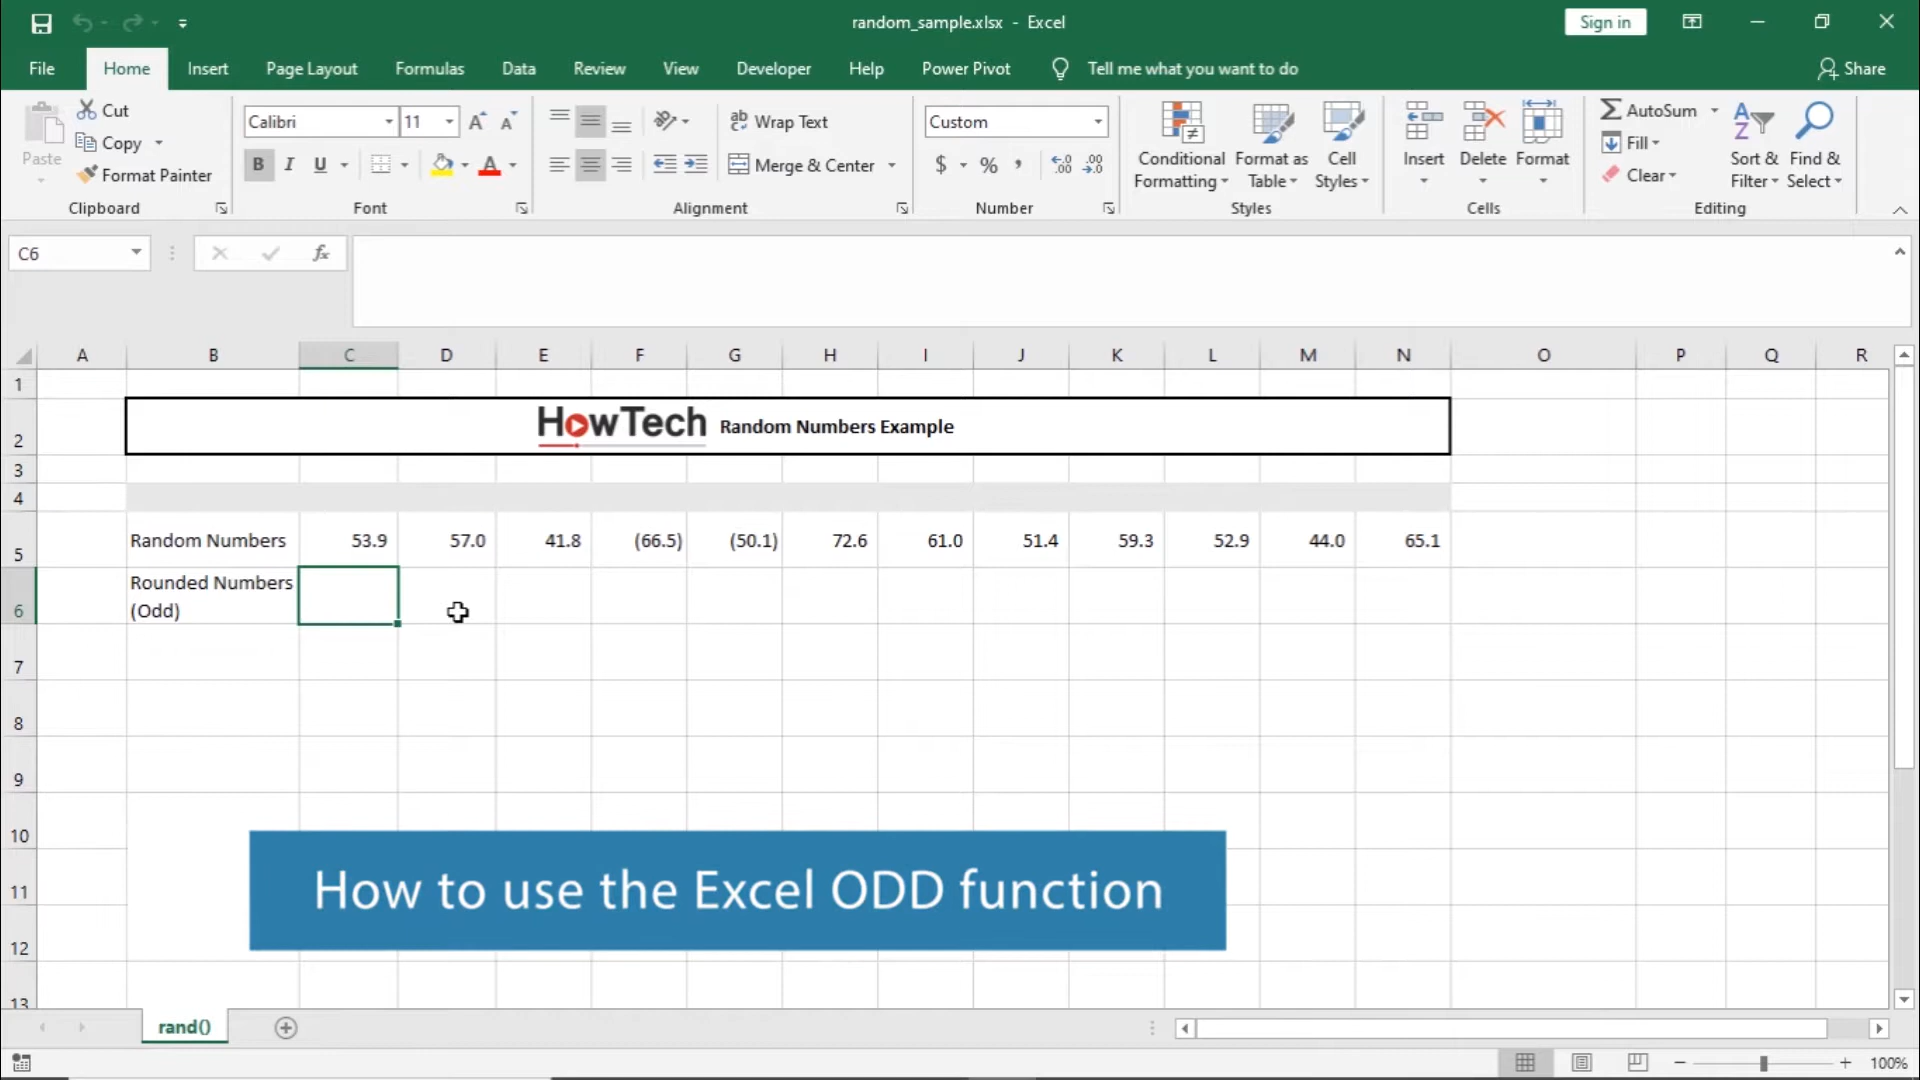 random_sample.xlsx - Excel
Sign in
File Home Insert Page Layout Formulas Data Review View Developer Help Power Pivot Tell me what you want to do Share
Paste
Cut
Copy
Format Painter
Clipboard
Calibri 11
B I U A
Font
ab Wrap Text
Merge & Center
Alignment
Custom
$ % , .00 .00
Number
Conditional Formatting
Format as Table
Cell Styles
Styles
Insert
Delete
Format
Cells
AutoSum
Fill
Clear
Sort & Filter
Find & Select
Editing
C6 fx
A B C D E F G H I J K L M N O P Q R
1
2 HowTech Random Numbers Example
3
4
5 Random Numbers 53.9 57.0 41.8 (66.5) (50.1) 72.6 61.0 51.4 59.3 52.9 44.0 65.1
6 Rounded Numbers
(Odd)
7
8
9
10
11
12
13
How to use the Excel ODD function
rand()
100%